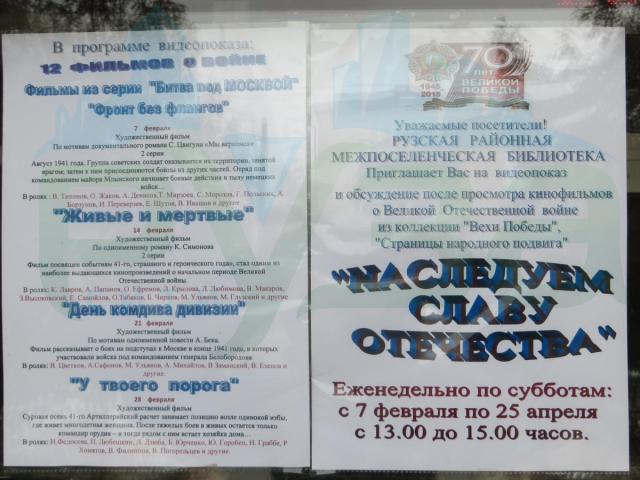 В программе видеопоказа:
12 ФИЛЬМОВ О ВОЙНЕ
Фильмы из серии "Битва под МОСКВОЙ"
"Фронт без флангов"
7 февраля
Художественный фильм
По мотивам документального романа С. Цвигуна «Мы вернемся»
2 серии
Август 1941 года. Группа советских солдат оказывается на территории, занятой
врагом; затем к ним присоединяются бойцы из других частей. Отряд под
командованием майора Млынского начинает боевые действия в тылу немецких
войск...
В ролях: В. Тихонов, О. Жаков, А. Денисов, Т. Мирзоев, С. Морозов, Г. Польских, А.
Борзунов, И. Переверзев, Е. Шутов, В. Ивашов и другие
"Живые и мертвые"
14 февраля
Художественный фильм
По одноименному роману К. Симонова
2 серии
Фильм посвящен событиям 41-го, страшного и героического года», стал одним из
наиболее выдающихся кинопроизведений о начальном периоде Великой
Отечественной войны.
В ролях: К. Лавров, А. Папанов, О. Ефремов, Л. Крылова, Л. Любимова, В. Макаров,
З.Высоковский, Е. Самойлов, О.Табаков, Б. Чирков, М. Ульянов, М. Глузский и другие
"День комдива дивизии"
21 февраля
Художественный фильм
По мотивам одноименной повести А. Бека.
Фильм рассказывает о боях на подступах к Москве в конце 1941 года, в которых
участвовали войска под командованием генерала Белобородова
В ролях: В. Цветков, А.Сафонов, М. Ульянов, А. Михайлов, В Заманский, В. Езепов и
другие.
"У твоего порога"
28 февраля
Художественный фильм
Суровая осень 41-го Артиллерийский расчет занимает позицию возле одинокой избы,
где живет многодетная женщина. После тяжелых боев в живых остается только
командир орудия – и тогда рядом с ним встает хозяйка дома...
В ролях: Н.Федосова, П. Любешкин, Л. Дзюба, Б. Юрченко, Ю. Горобец, Н. Граббе, Р
Хомятов, В. Филиппов, В. Погорельцев и другие.
70
ЛЕТ
ВЕЛИКОЙ
ПОБЕДЫ
1945
2015
Уважаемые посетители!
РУЗСКАЯ РАЙОННАЯ
МЕЖПОСЕЛЕНЧЕСКАЯ БИБЛИОТЕКА
Приглашает Вас на видеопоказ
и обсуждение после просмотра кинофильмов
о Великой Отечественной войне
из коллекции "Вехи Победы",
"Страницы народного подвига"
"НАСЛЕДУЕМ
СЛАВУ
ОТЕЧЕСТВА"
Еженедельно по субботам:
с 7 февраля по 25 апреля
с 13.00 до 15.00 часов.